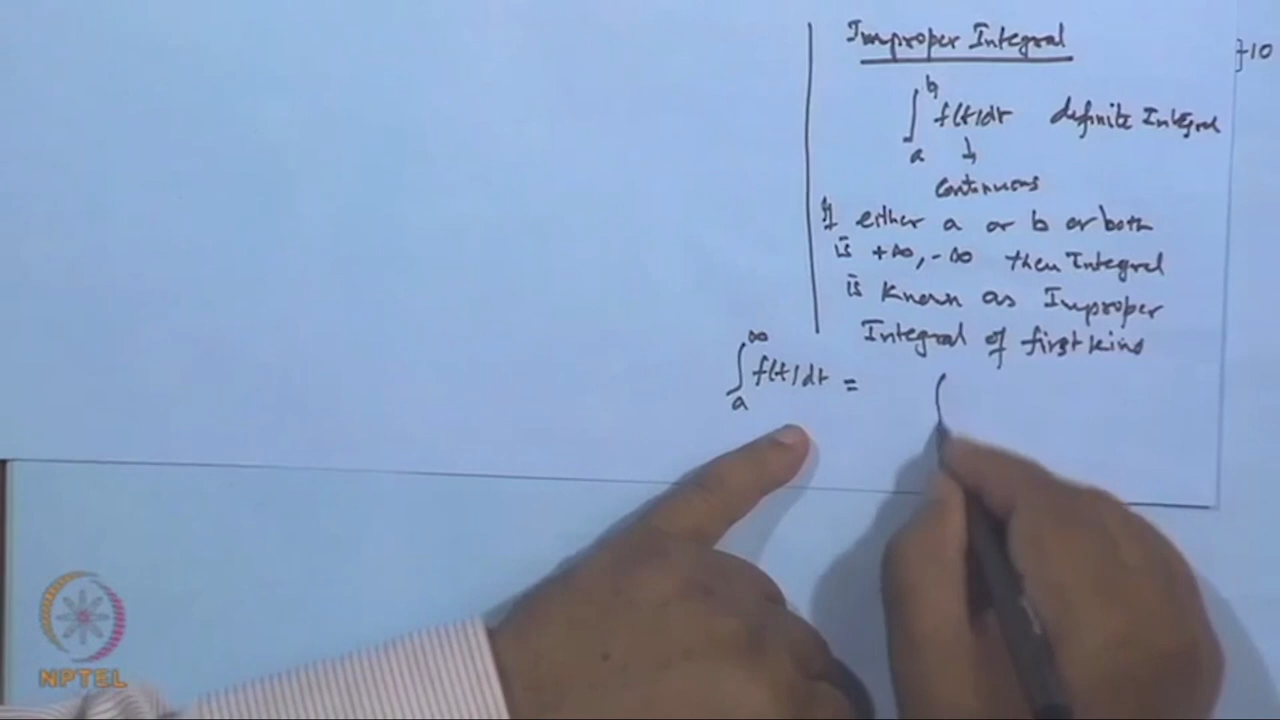 Improper Integral
}-10
∫_a^b f(t)dt definite Integral
↓
Continuous
If either a or b or both
is +∞, -∞ then Integral
is known as Improper
Integral of first kind
∫_a^∞ f(t)dt = ∫
NPTEL